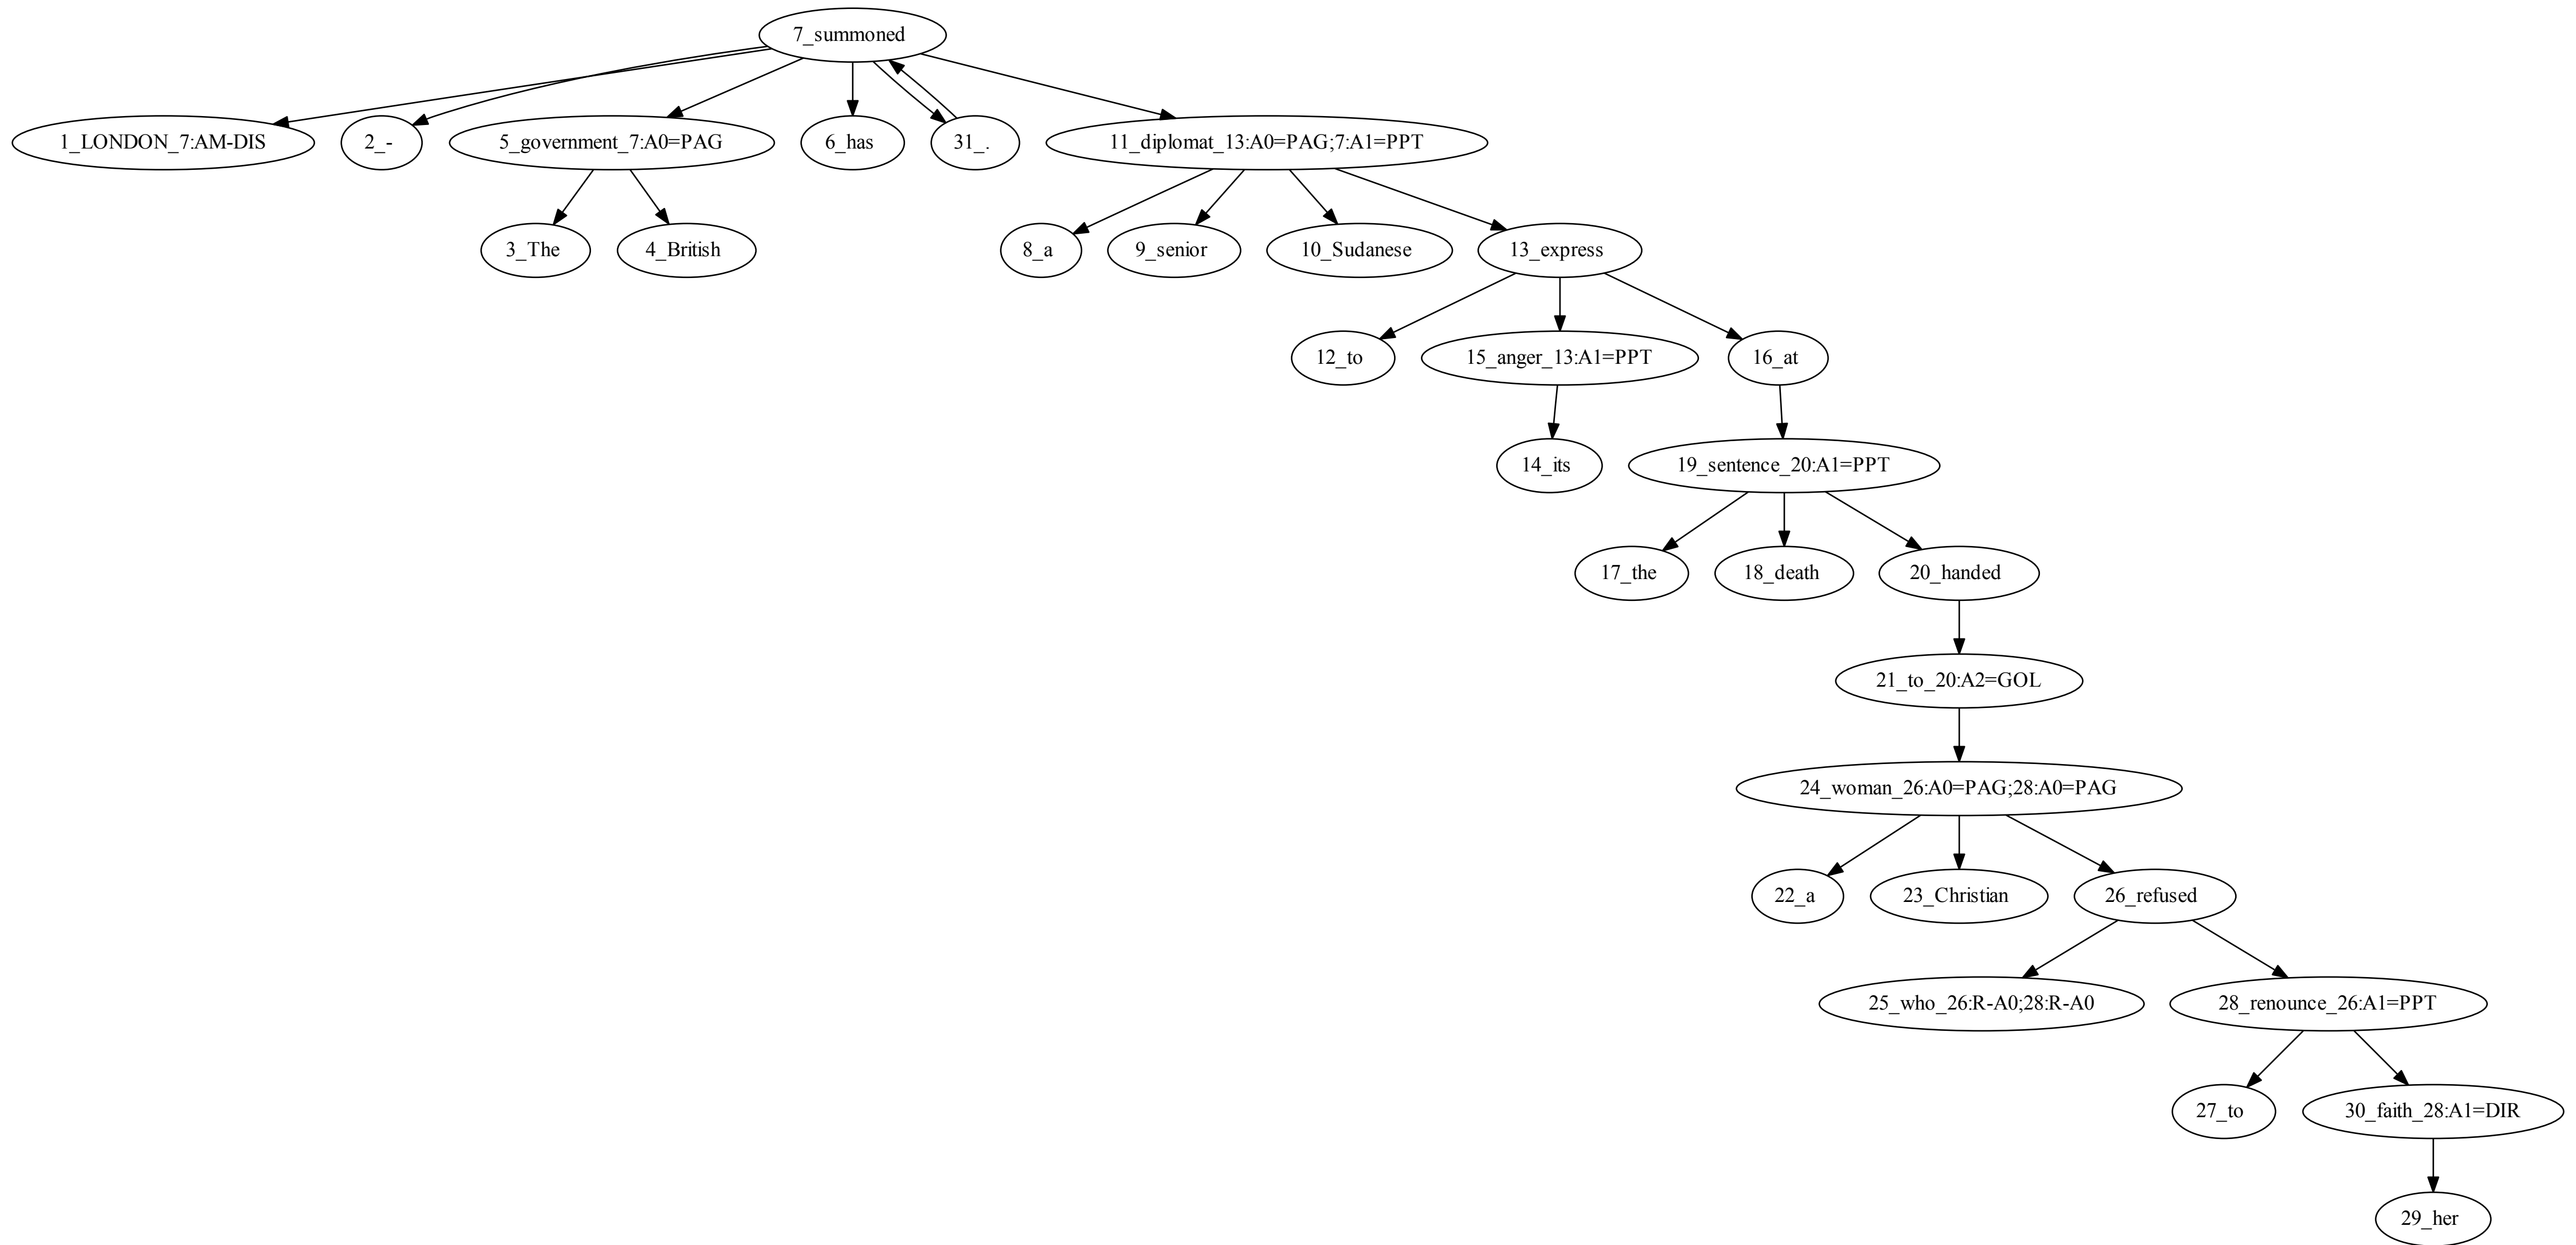 7_summoned
1_LONDON_7:AM-DIS
2_-
5_government_7:A0=PAG
6_has
31_.
11_diplomat_13:A0=PAG;7:A1=PPT
3_The
4_British
8_a
9_senior
10_Sudanese
13_express
12_to
15_anger_13:A1=PPT
16_at
14_its
19_sentence_20:A1=PPT
17_the
18_death
20_handed
21_to_20:A2=GOL
24_woman_26:A0=PAG;28:A0=PAG
22_a
23_Christian
26_refused
25_who_26:R-A0;28:R-A0
28_renounce_26:A1=PPT
27_to
30_faith_28:A1=DIR
29_her